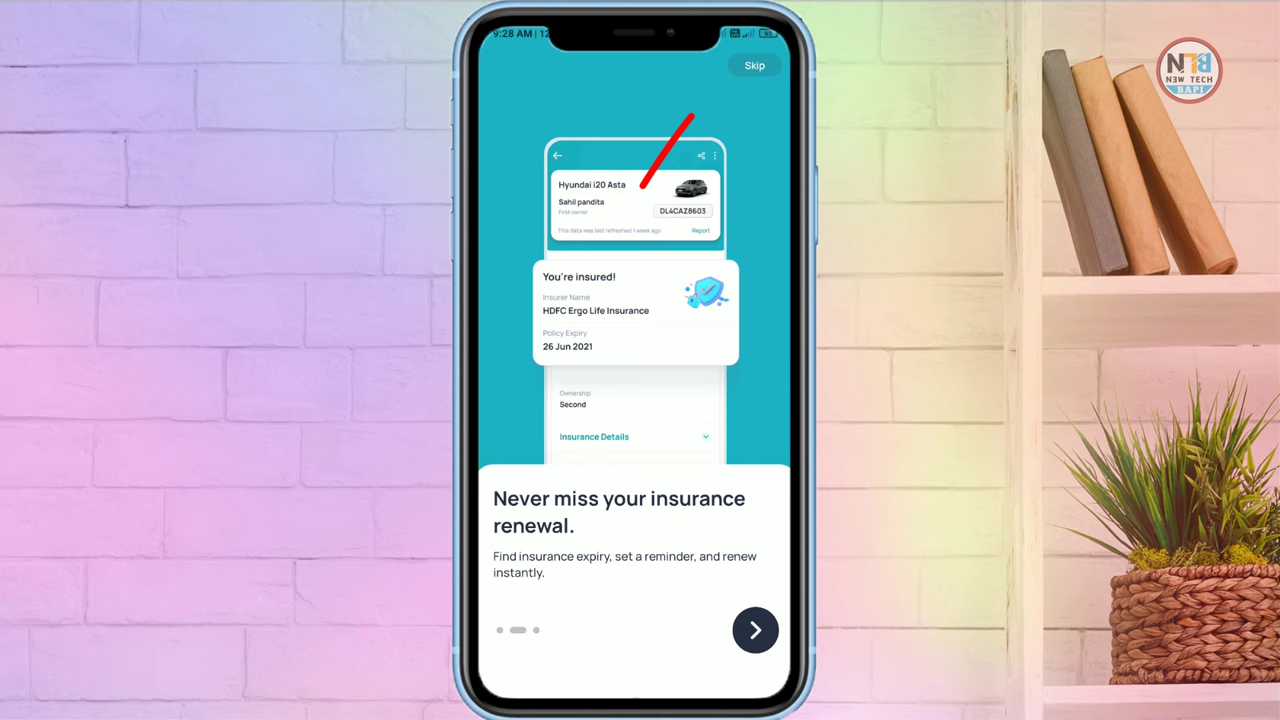 9:28 AM | 12
Skip
N T B
N3W TECH
BAPI
Hyundai i20 Asta
Sahil pandita
First owner
DL4CAZ8603
This data was last refreshed 1 week ago
Report
You're insured!
Insurer Name
HDFC Ergo Life Insurance
Policy Expiry
26 Jun 2021
Ownership
Second
Insurance Details
Never miss your insurance
renewal.
Find insurance expiry, set a reminder, and renew
instantly.